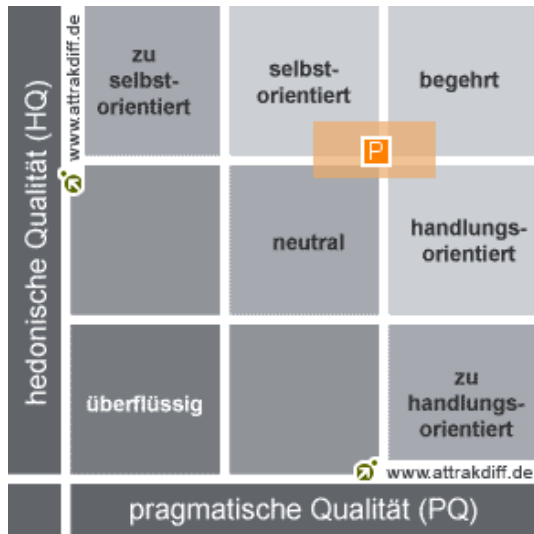 hedonische Qualität (HQ)
www.attrakdiff.de
zu
selbst-
orientiert
selbst-
orientiert
begehrt
P
neutral
handlungs-
orientiert
überflüssig
zu
handlungs-
orientiert
www.attrakdiff.de
pragmatische Qualität (PQ)